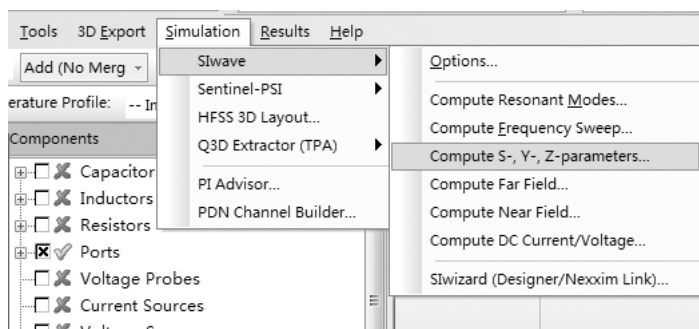 Tools 3D Export Simulation Results Help
Add (No Merg
erature Profile: -- In
Components
Capacitor
Inductors
Resistors
Ports
Voltage Probes
Current Sources
SIwave
Sentinel-PSI
HFSS 3D Layout...
Q3D Extractor (TPA)
PI Advisor...
PDN Channel Builder...
Options...
Compute Resonant Modes...
Compute Frequency Sweep...
Compute S-, Y-, Z-parameters...
Compute Far Field...
Compute Near Field...
Compute DC Current/Voltage...
SIwizard (Designer/Nexxim Link)...